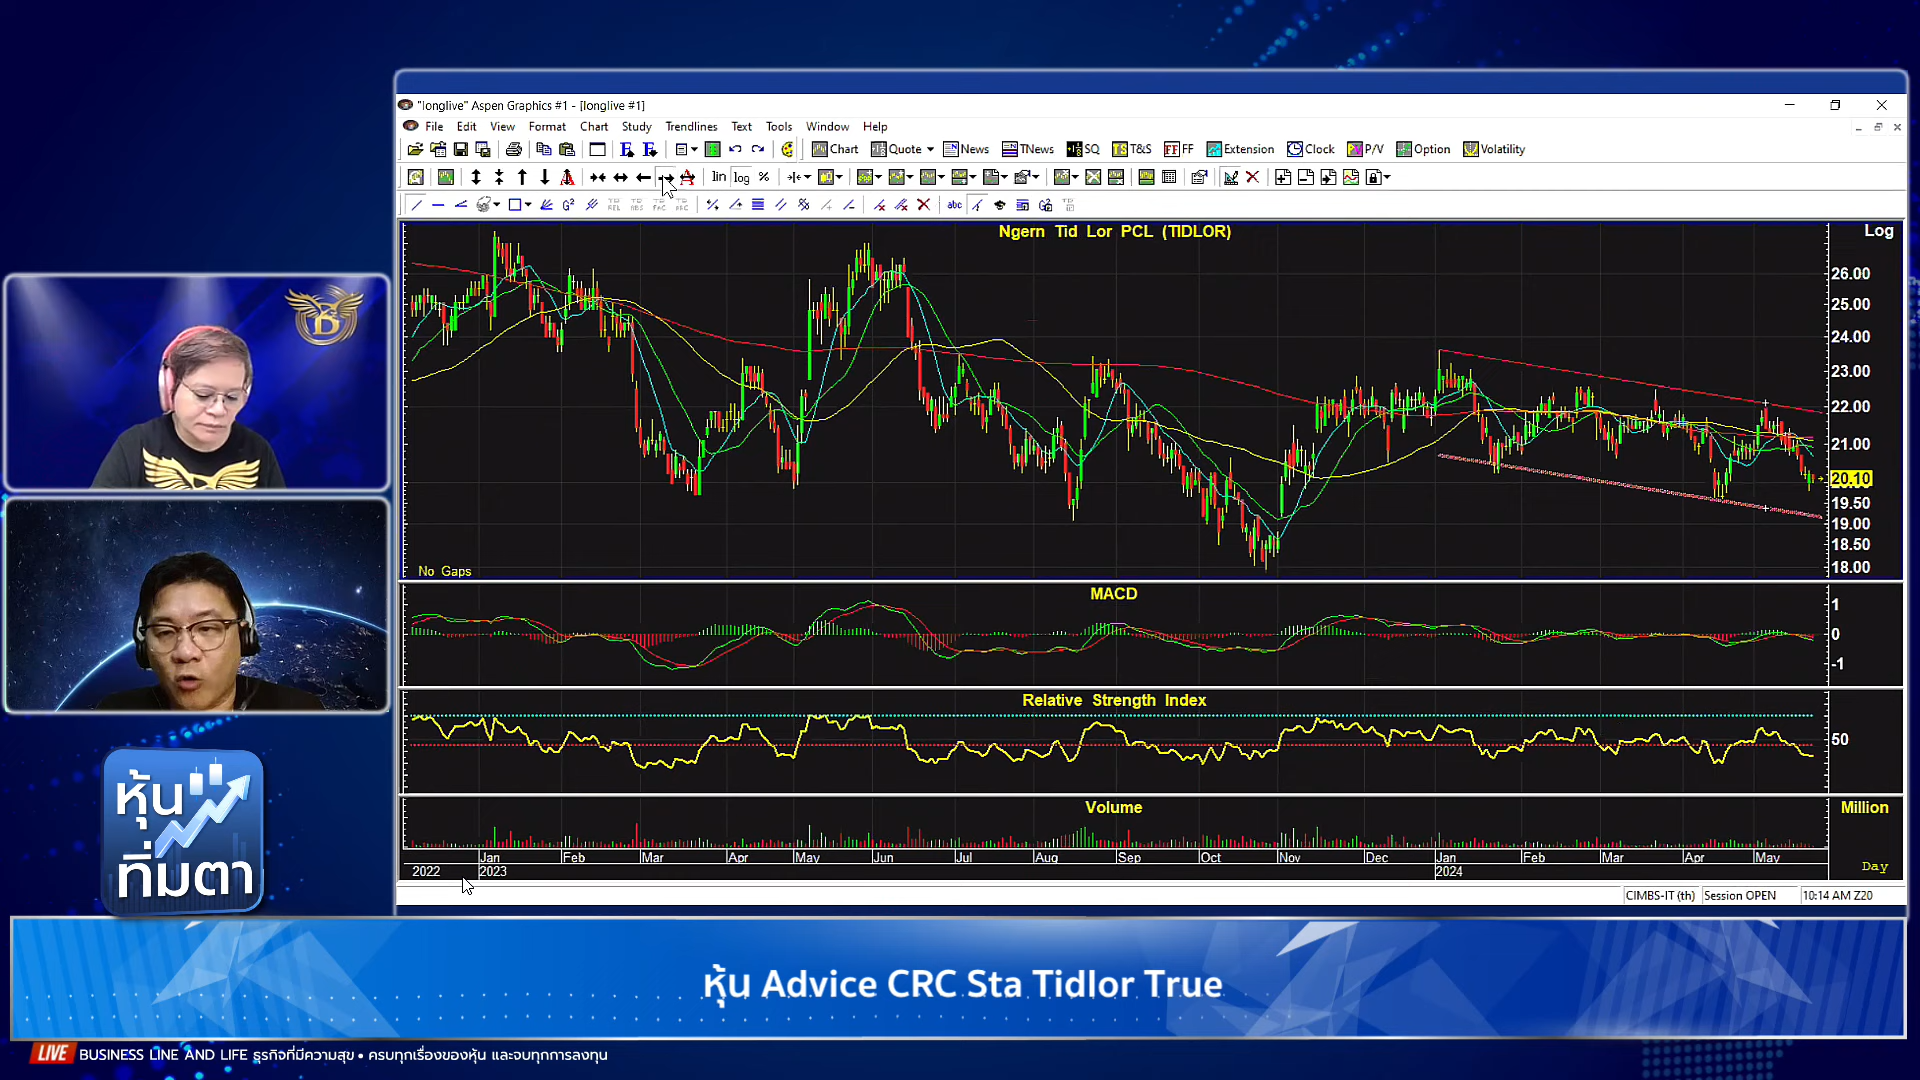 "longlive" Aspen Graphics #1 - [longlive #1]
File Edit View Format Chart Study Trendlines Text Tools Window Help
Chart Quote News TNews SQ T&S FF Extension Clock P/V Option Volatility
lin log %
abc
Ngern Tid Lor PCL (TIDLOR)
Log
26.00
25.00
24.00
23.00
22.00
21.00
20.10
19.50
19.00
18.50
18.00
No Gaps
MACD
1
0
-1
Relative Strength Index
50
Volume
Million
Jan Feb Mar Apr May Jun Jul Aug Sep Oct Nov Dec Jan Feb Mar Apr May
Day
2022 2023 2024
CIMBS-IT (th) Session OPEN 10:14 AM Z20
หุ้น
ทิ่มตา
หุ้น Advice CRC Sta Tidlor True
LIVE BUSINESS LINE AND LIFE ธุรกิจที่มีความสุข • ครบทุกเรื่องของหุ้น และจบทุกการลงทุน